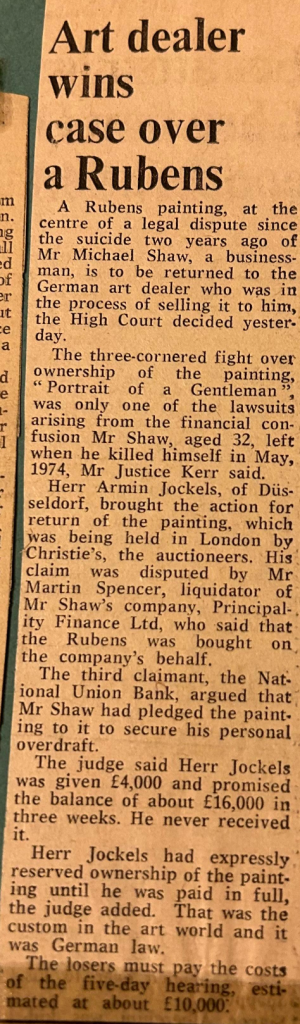 Art dealer
wins
case over
a Rubens
A Rubens painting, at the
centre of a legal dispute since
the suicide two years ago of
Mr Michael Shaw, a business-
man, is to be returned to the
German art dealer who was in
the process of selling it to him,
the High Court decided yester-
day.
The three-cornered fight over
ownership of the painting,
“ Portrait of a Gentleman ”,
was only one of the lawsuits
arising from the financial con-
fusion Mr Shaw, aged 32, left
when he killed himself in May,
1974, Mr Justice Kerr said.
Herr Armin Jockels, of Düs-
seldorf, brought the action for
return of the painting, which
was being held in London by
Christie's, the auctioneers. His
claim was disputed by Mr
Martin Spencer, liquidator of
Mr Shaw's company, Principal-
ity Finance Ltd, who said that
the Rubens was bought on
the company's behalf.
The third claimant, the Nat-
ional Union Bank, argued that
Mr Shaw had pledged the paint-
ing to it to secure his personal
overdraft.
The judge said Herr Jockels
was given £4,000 and promised
the balance of about £16,000 in
three weeks. He never received
it.
Herr Jockels had expressly
reserved ownership of the paint-
ing until he was paid in full,
the judge added. That was the
custom in the art world and it
was German law.
The losers must pay the costs
of the five-day hearing, esti-
mated at about £10,000.